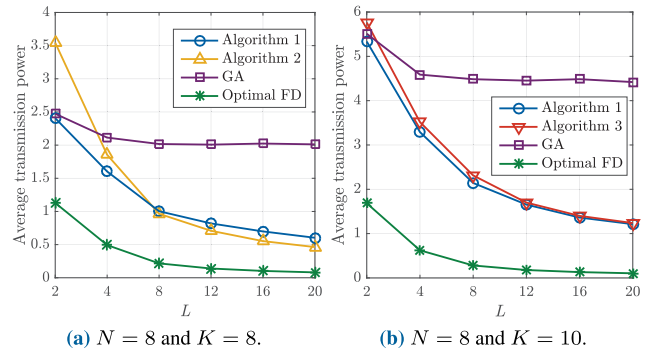 4
3.5
3
2.5
2
1.5
1
0.5
0
Average transmission power
2 4 8 12 16 20
L
Algorithm 1
Algorithm 2
GA
Optimal FD
(a) N = 8 and K = 8.
6
5
4
3
2
1
0
Average transmission power
2 4 8 12 16 20
L
Algorithm 1
Algorithm 3
GA
Optimal FD
(b) N = 8 and K = 10.